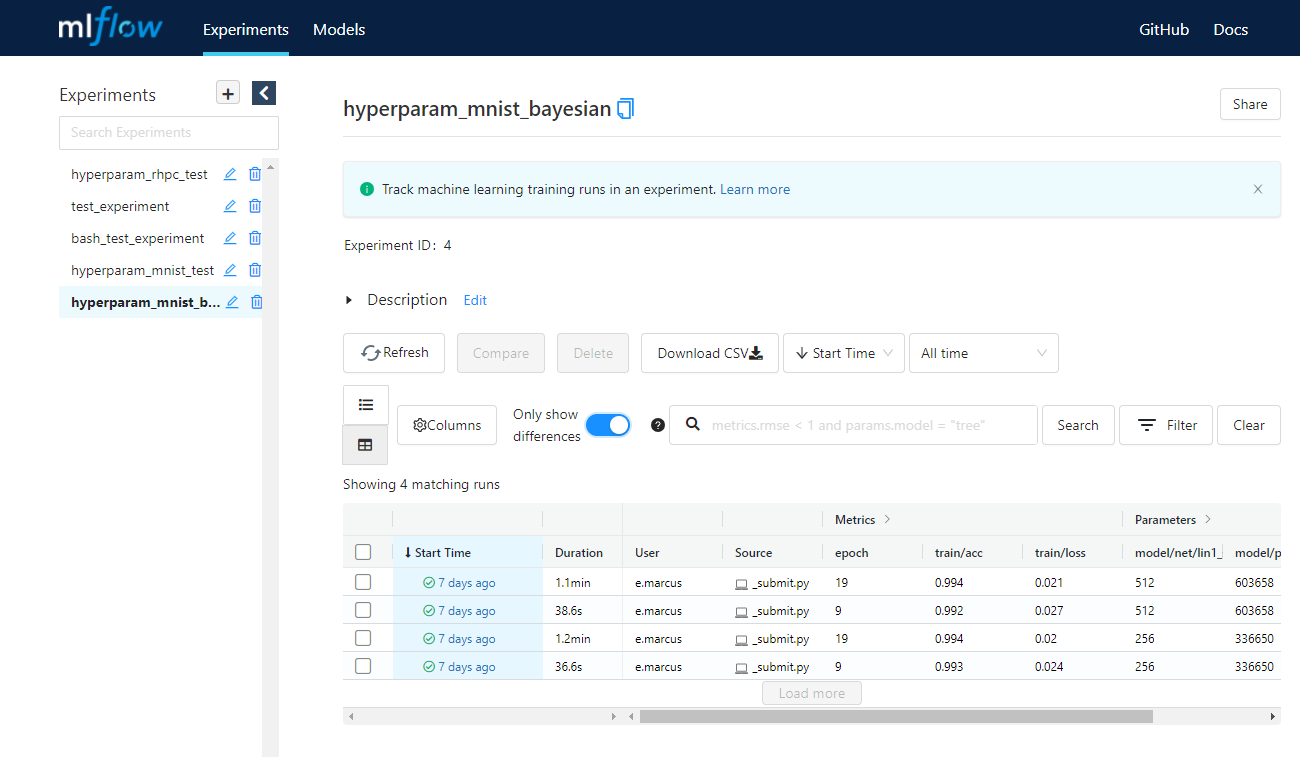 mlflow Experiments Models GitHub Docs
Experiments +
Search Experiments
hyperparam_rhpc_test
test_experiment
bash_test_experiment
hyperparam_mnist_test
hyperparam_mnist_b...
hyperparam_mnist_bayesian Share
Track machine learning training runs in an experiment. Learn more
Experiment ID: 4
Description Edit
Refresh Compare Delete Download CSV Start Time All time
Columns Only show differences ? metrics.rmse < 1 and params.model = "tree" Search Filter Clear
Showing 4 matching runs
Metrics > Parameters >
Start Time Duration User Source epoch train/acc train/loss model/net/lin1_ model/p
7 days ago 1.1min e.marcus _submit.py 19 0.994 0.021 512 603658
7 days ago 38.6s e.marcus _submit.py 9 0.992 0.027 512 603658
7 days ago 1.2min e.marcus _submit.py 19 0.994 0.02 256 336650
7 days ago 36.6s e.marcus _submit.py 9 0.993 0.024 256 336650
Load more